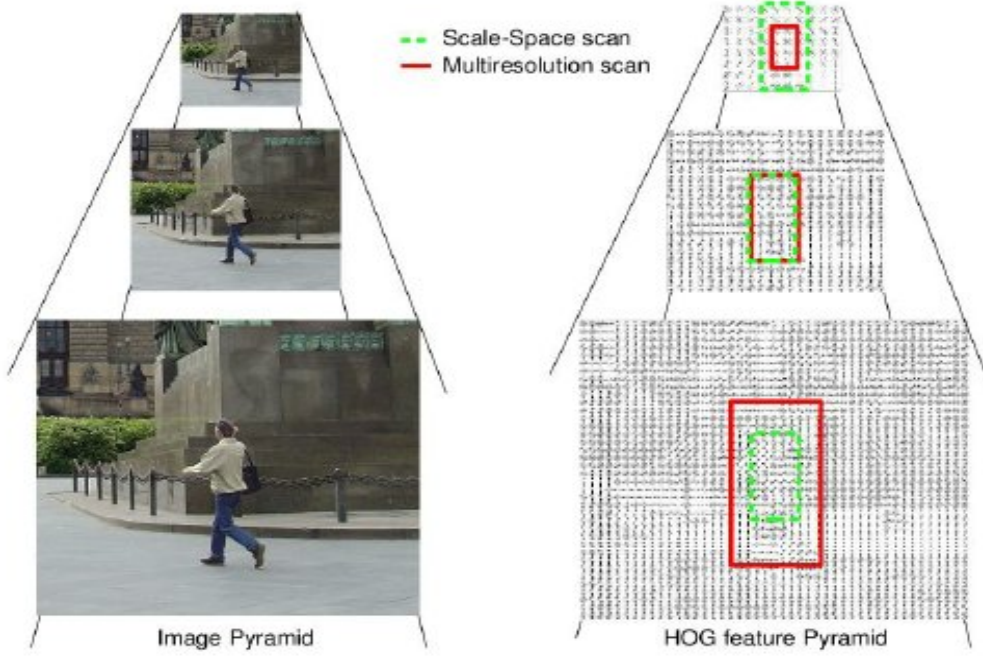 Scale-Space scan
Multiresolution scan
Image Pyramid
HOG feature Pyramid